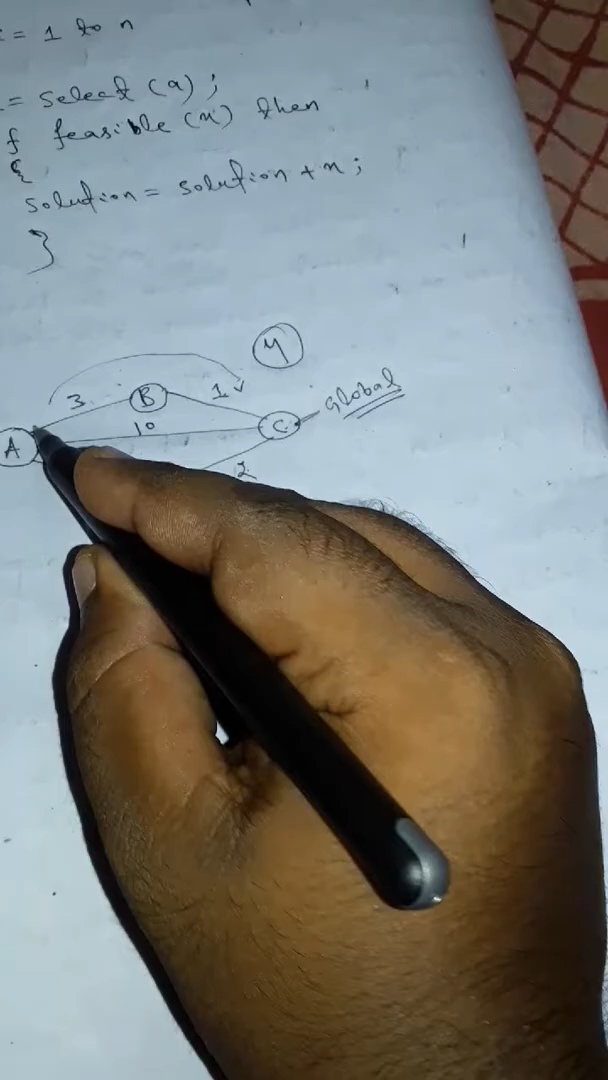 = 1 to n
= select (a);
f feasible (x) then
{
solution = solution + x;
}
4
3 B 1
Global
A 10 C
2